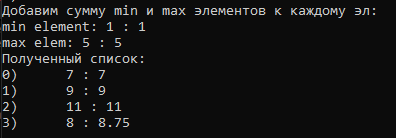 Добавим сумму min и max элементов к каждому эл:
min element: 1 : 1
max elem: 5 : 5
Полученный список:
0) 7 : 7
1) 9 : 9
2) 11 : 11
3) 8 : 8.75